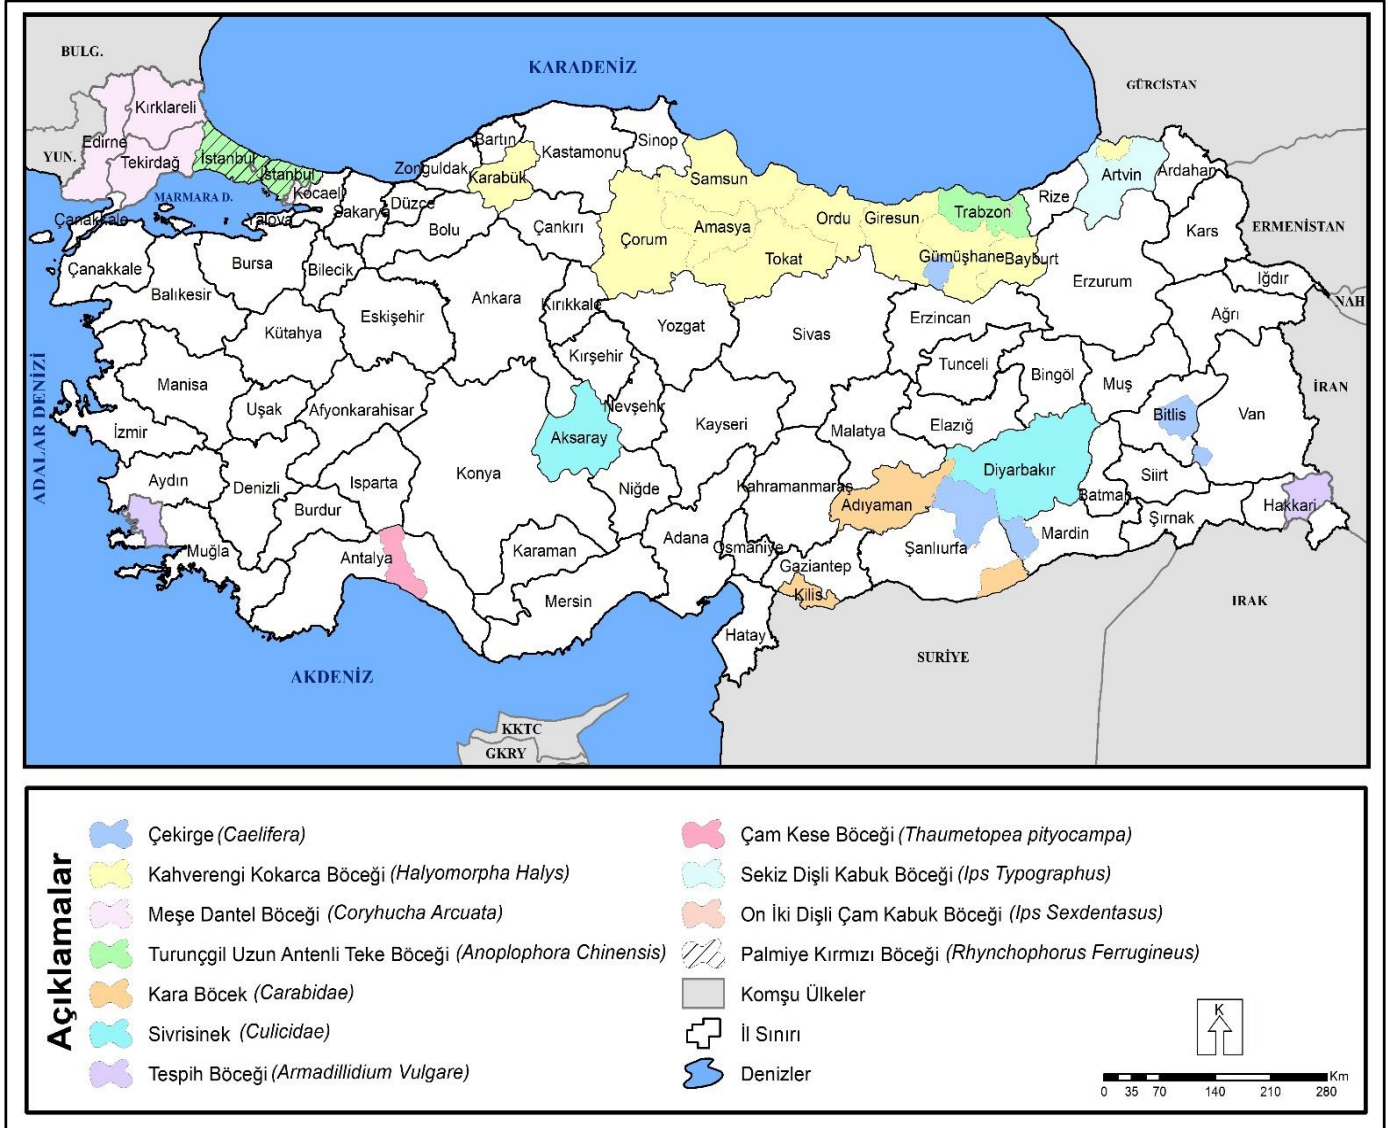 BULG.
KARADENİZ
GÜRCİSTAN
Kırklareli
Edirne
YUN.
Tekirdağ
İstanbul
İstanbul
Kocaeli
MARMARA D.
Çanakkale
Yalova
Sakarya
Düzce
Zonguldak
Bartın
Karabük
Kastamonu
Sinop
Samsun
Ordu
Giresun
Trabzon
Rize
Artvin
Ardahan
Kars
ERMENİSTAN
Iğdır
NAH
Çanakkale
Balıkesir
Bursa
Bilecik
Bolu
Çankırı
Çorum
Amasya
Tokat
Gümüşhane
Bayburt
Erzurum
Ağrı
Kütahya
Eskişehir
Ankara
Kırıkkale
Yozgat
Sivas
Erzincan
Tunceli
Bingöl
Muş
Bitlis
Van
İRAN
ADALAR DENİZİ
Manisa
Uşak
Afyonkarahisar
Kırşehir
Nevşehir
Aksaray
Kayseri
Malatya
Elazığ
Diyarbakır
Siirt
Batman
İzmir
Aydın
Denizli
Isparta
Burdur
Konya
Niğde
Kahramanmaraş
Adıyaman
Şanlıurfa
Mardin
Şırnak
Hakkari
Muğla
Antalya
Karaman
Mersin
Adana
Osmaniye
Gaziantep
Kilis
Hatay
IRAK
SURİYE
AKDENİZ
KKTC
GKRY
Açıklamalar
Çekirge (Caelifera)
Kahverengi Kokarca Böceği (Halyomorpha Halys)
Meşe Dantel Böceği (Coryhucha Arcuata)
Turunçgil Uzun Antenli Teke Böceği (Anoplophora Chinensis)
Kara Böcek (Carabidae)
Sivrisinek (Culicidae)
Tespih Böceği (Armadillidium Vulgare)
Çam Kese Böceği (Thaumetopea pityocampa)
Sekiz Dişli Kabuk Böceği (Ips Typographus)
On İki Dişli Çam Kabuk Böceği (Ips Sexdentasus)
Palmiye Kırmızı Böceği (Rhynchophorus Ferrugineus)
Komşu Ülkeler
İl Sınırı
Denizler
K
Km
0 35 70 140 210 280